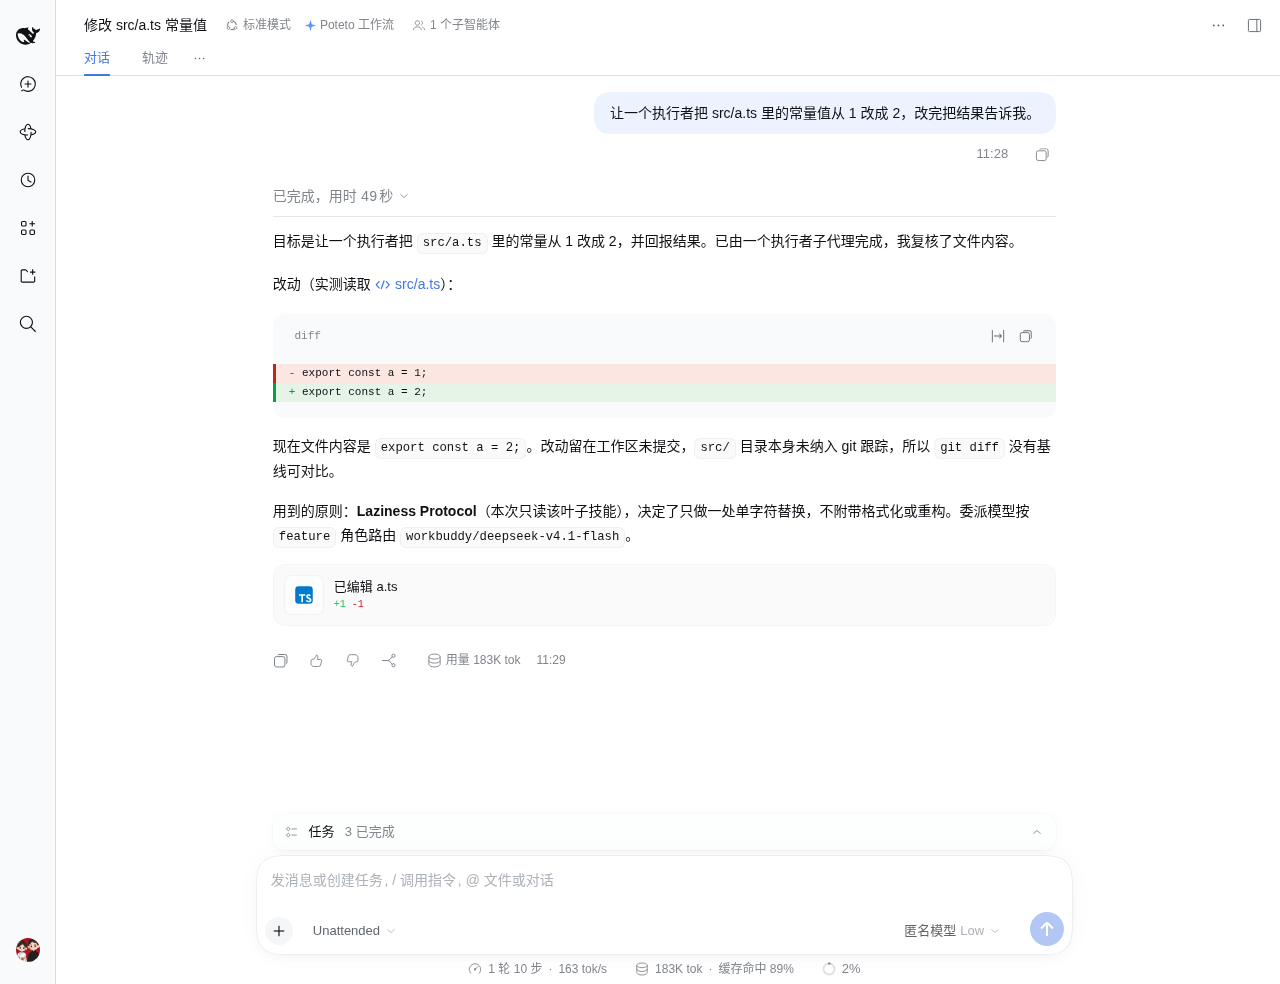 修改 src/a.ts 常量值 标准模式 Poteto 工作流 1 个子智能体
对话 轨迹 ···
让一个执行者把 src/a.ts 里的常量值从 1 改成 2，改完把结果告诉我。
11:28
已完成，用时 49 秒
目标是让一个执行者把 src/a.ts 里的常量从 1 改成 2，并回报结果。已由一个执行者子代理完成，我复核了文件内容。
改动（实测读取 src/a.ts）：
diff
- export const a = 1;
+ export const a = 2;
现在文件内容是 export const a = 2;。改动留在工作区未提交，src/ 目录本身未纳入 git 跟踪，所以 git diff 没有基
线可对比。
用到的原则：Laziness Protocol（本次只读该叶子技能），决定了只做一处单字符替换，不附带格式化或重构。委派模型按
feature 角色路由 workbuddy/deepseek-v4.1-flash。
TS
已编辑 a.ts
+1 -1
用量 183K tok 11:29
任务 3 已完成
发消息或创建任务, / 调用指令, @ 文件或对话
Unattended 匿名模型 Low
1 轮 10 步 · 163 tok/s 183K tok · 缓存命中 89% 2%